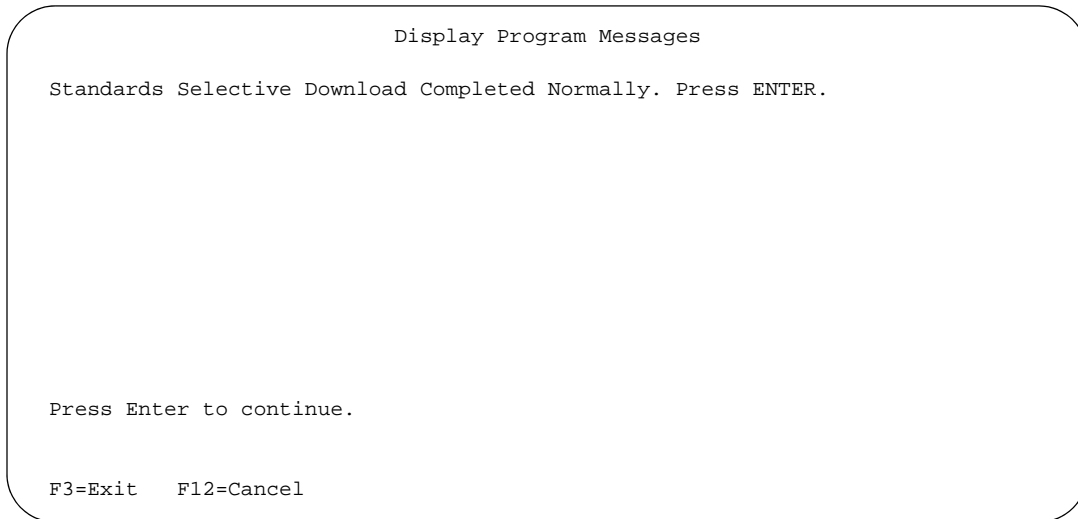 Display Program Messages
Standards Selective Download Completed Normally. Press ENTER.
Press Enter to continue.
F3=Exit   F12=Cancel